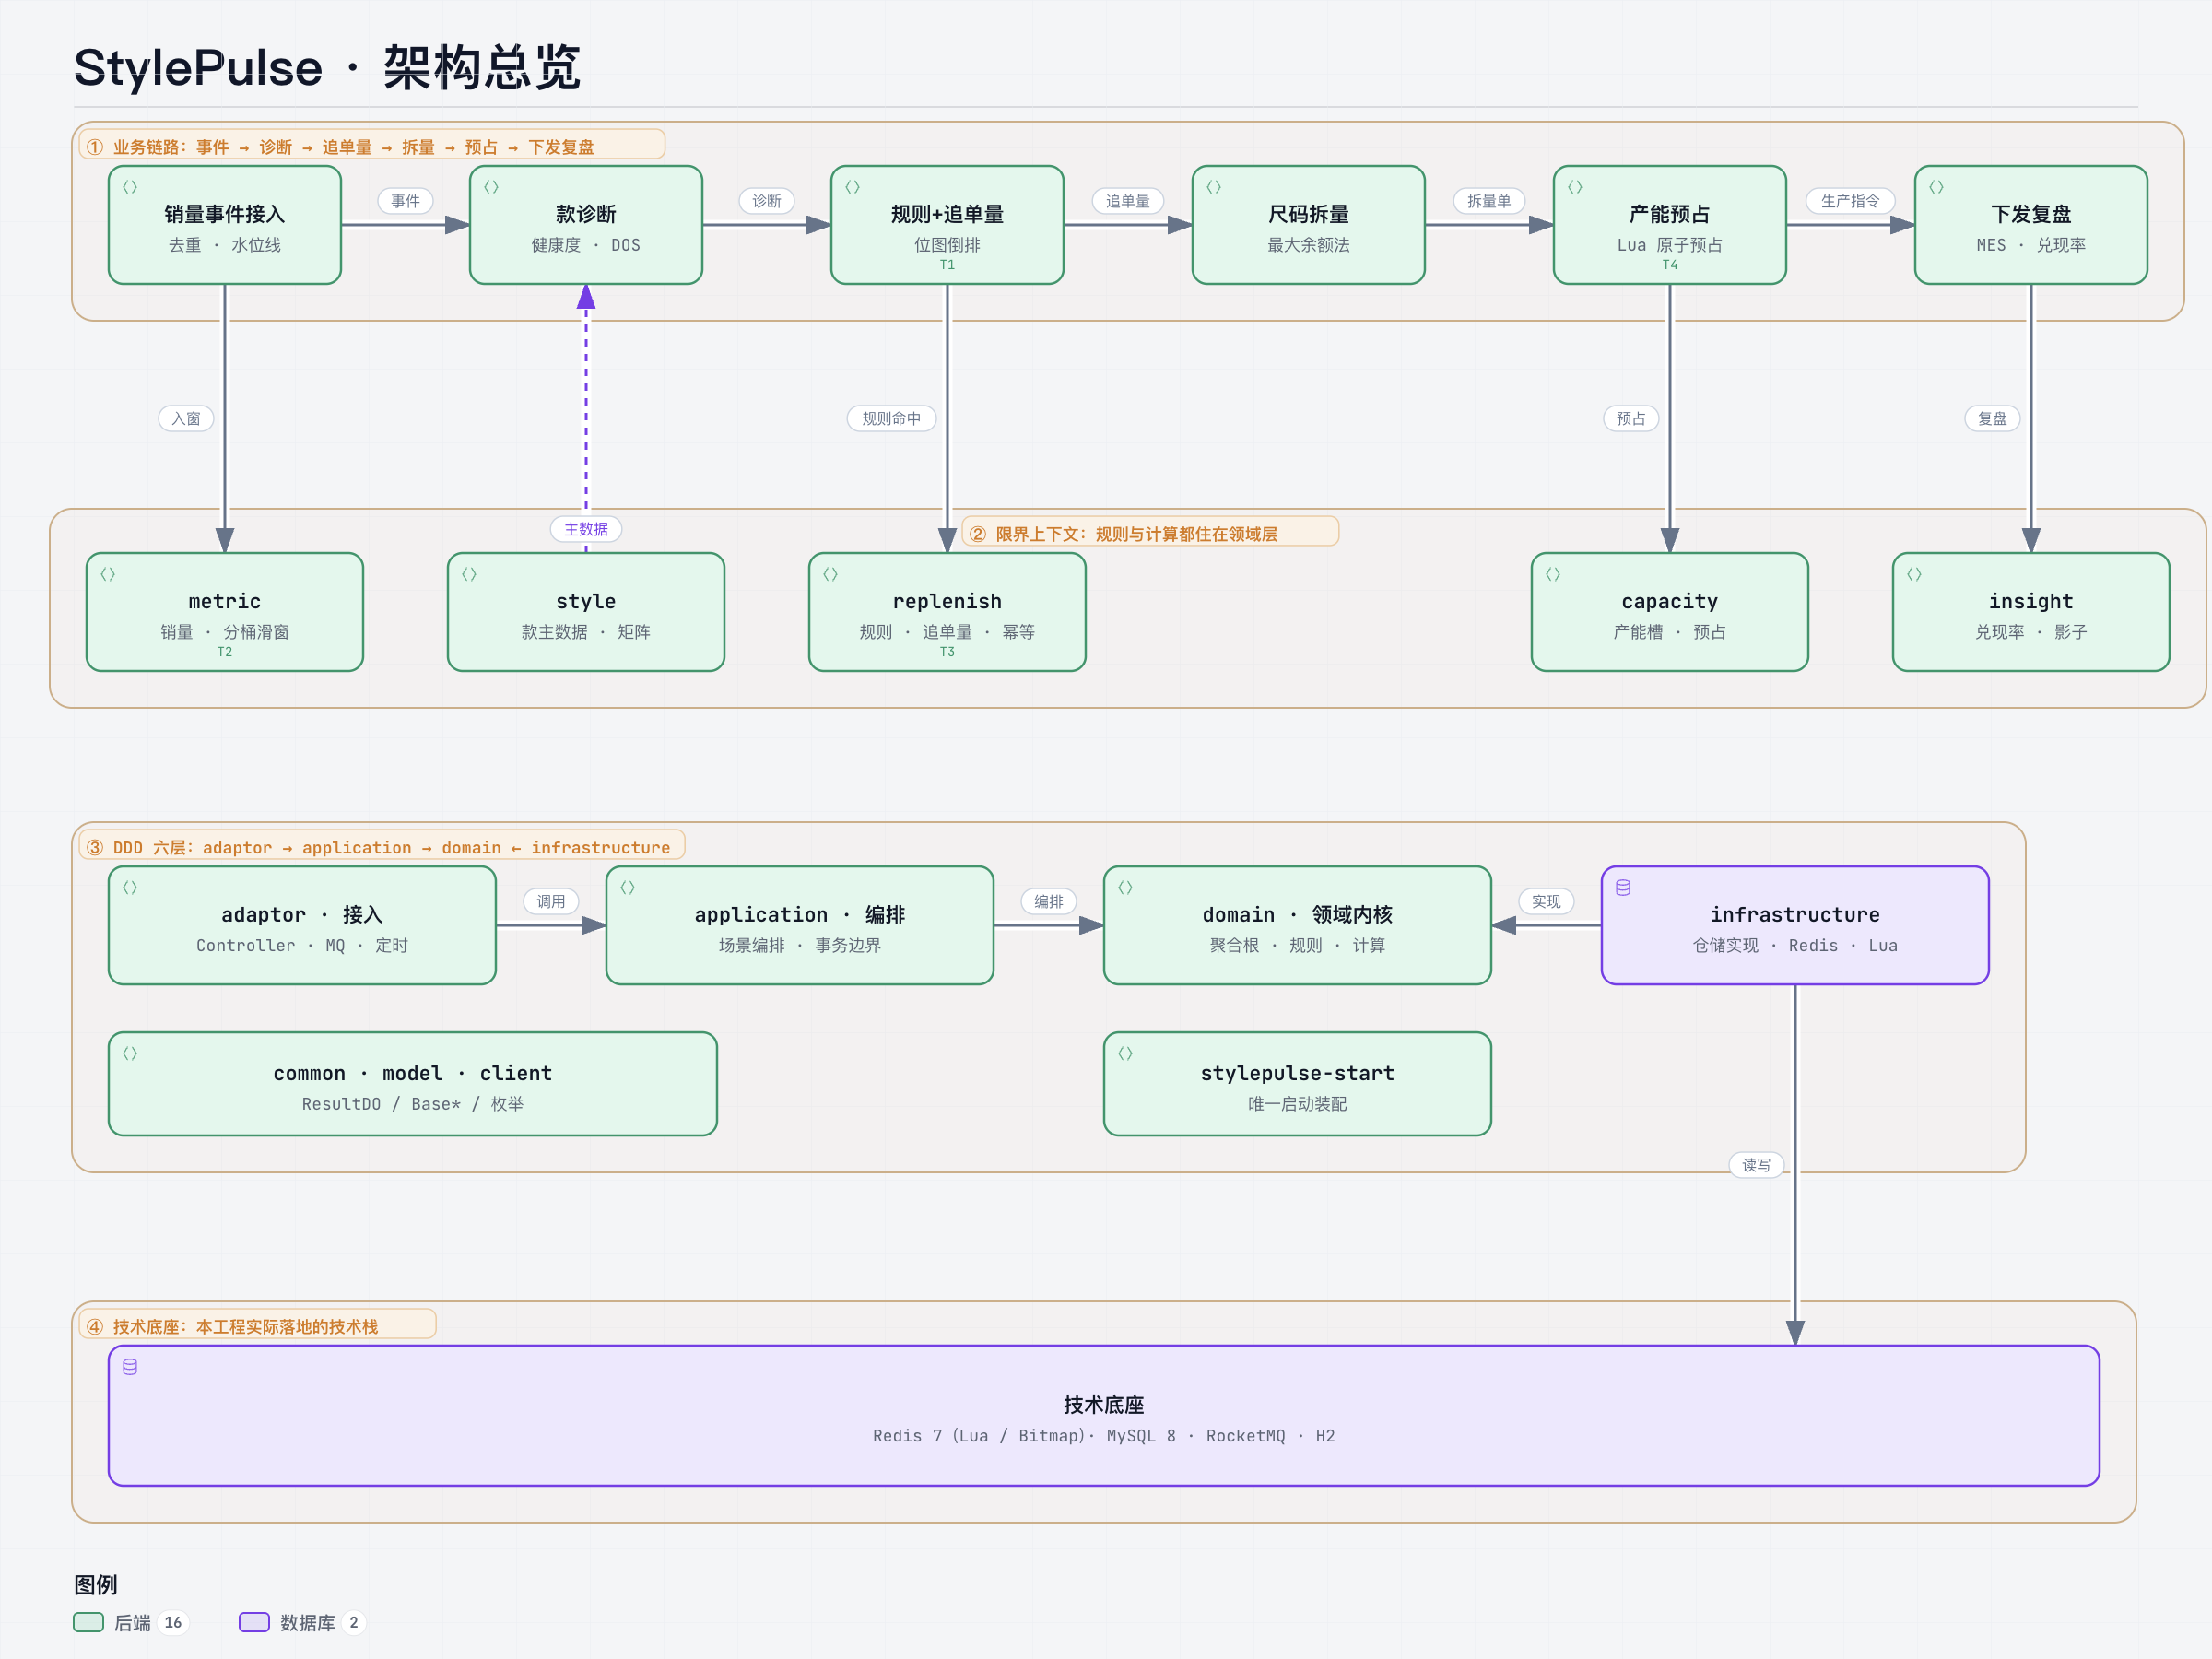 StylePulse · 架构总览
① 业务链路：事件 → 诊断 → 追单量 → 拆量 → 预占 → 下发复盘
销量事件接入
去重 · 水位线
事件
款诊断
健康度 · DOS
诊断
规则+追单量
位图倒排
T1
追单量
尺码拆量
最大余额法
拆量单
产能预占
Lua 原子预占
T4
生产指令
下发复盘
MES · 兑现率
入窗
规则命中
预占
复盘
主数据
② 限界上下文：规则与计算都住在领域层
metric
销量 · 分桶滑窗
T2
style
款主数据 · 矩阵
replenish
规则 · 追单量 · 幂等
T3
capacity
产能槽 · 预占
insight
兑现率 · 影子
③ DDD 六层：adaptor → application → domain ← infrastructure
adaptor · 接入
Controller · MQ · 定时
调用
application · 编排
场景编排 · 事务边界
编排
domain · 领域内核
聚合根 · 规则 · 计算
实现
infrastructure
仓储实现 · Redis · Lua
common · model · client
ResultDO / Base* / 枚举
stylepulse-start
唯一启动装配
读写
④ 技术底座：本工程实际落地的技术栈
技术底座
Redis 7（Lua / Bitmap）· MySQL 8 · RocketMQ · H2
图例
后端 16
数据库 2